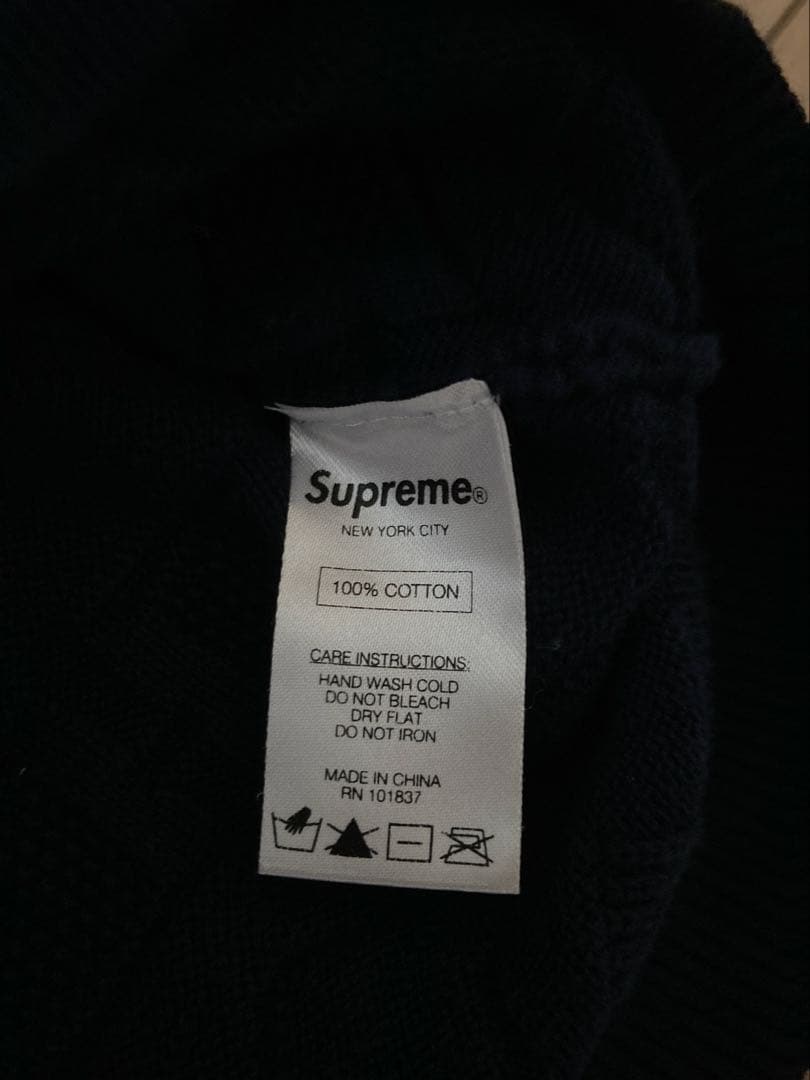 Supreme®
NEW YORK CITY
100% COTTON
CARE INSTRUCTIONS:
HAND WASH COLD
DO NOT BLEACH
DRY FLAT
DO NOT IRON
MADE IN CHINA
RN 101837